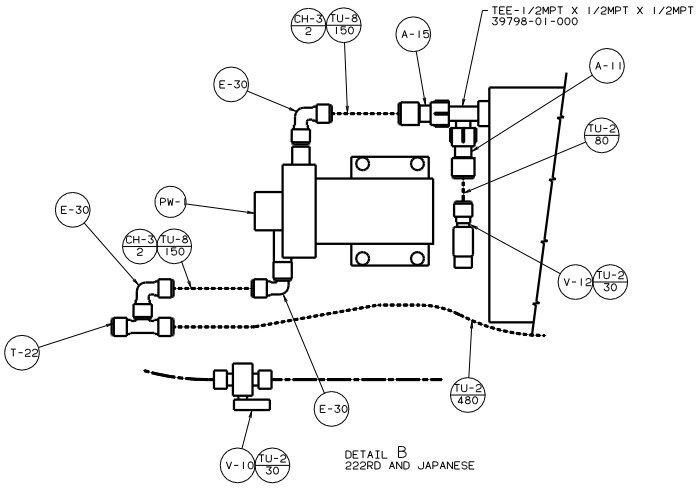 TEE-1/2MPT X 1/2MPT X 1/2MPT
39798-01-000
CH-3 TU-8
2 150
A-15
A-11
E-30
TU-2
80
PW-1
E-30
CH-3 TU-8
2 150
V-12 TU-2
30
T-22
TU-2
480
E-30
V-10 TU-2
30
DETAIL B
222RD AND JAPANESE